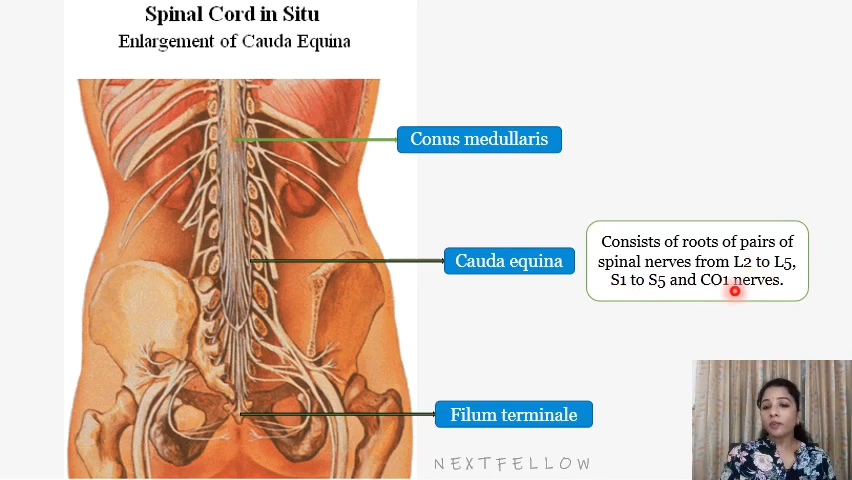 Spinal Cord in Situ
Enlargement of Cauda Equina
Conus medullaris
Consists of roots of pairs of
spinal nerves from L2 to L5,
S1 to S5 and CO1 nerves.
Cauda equina
Filum terminale
NEXTFELLOW